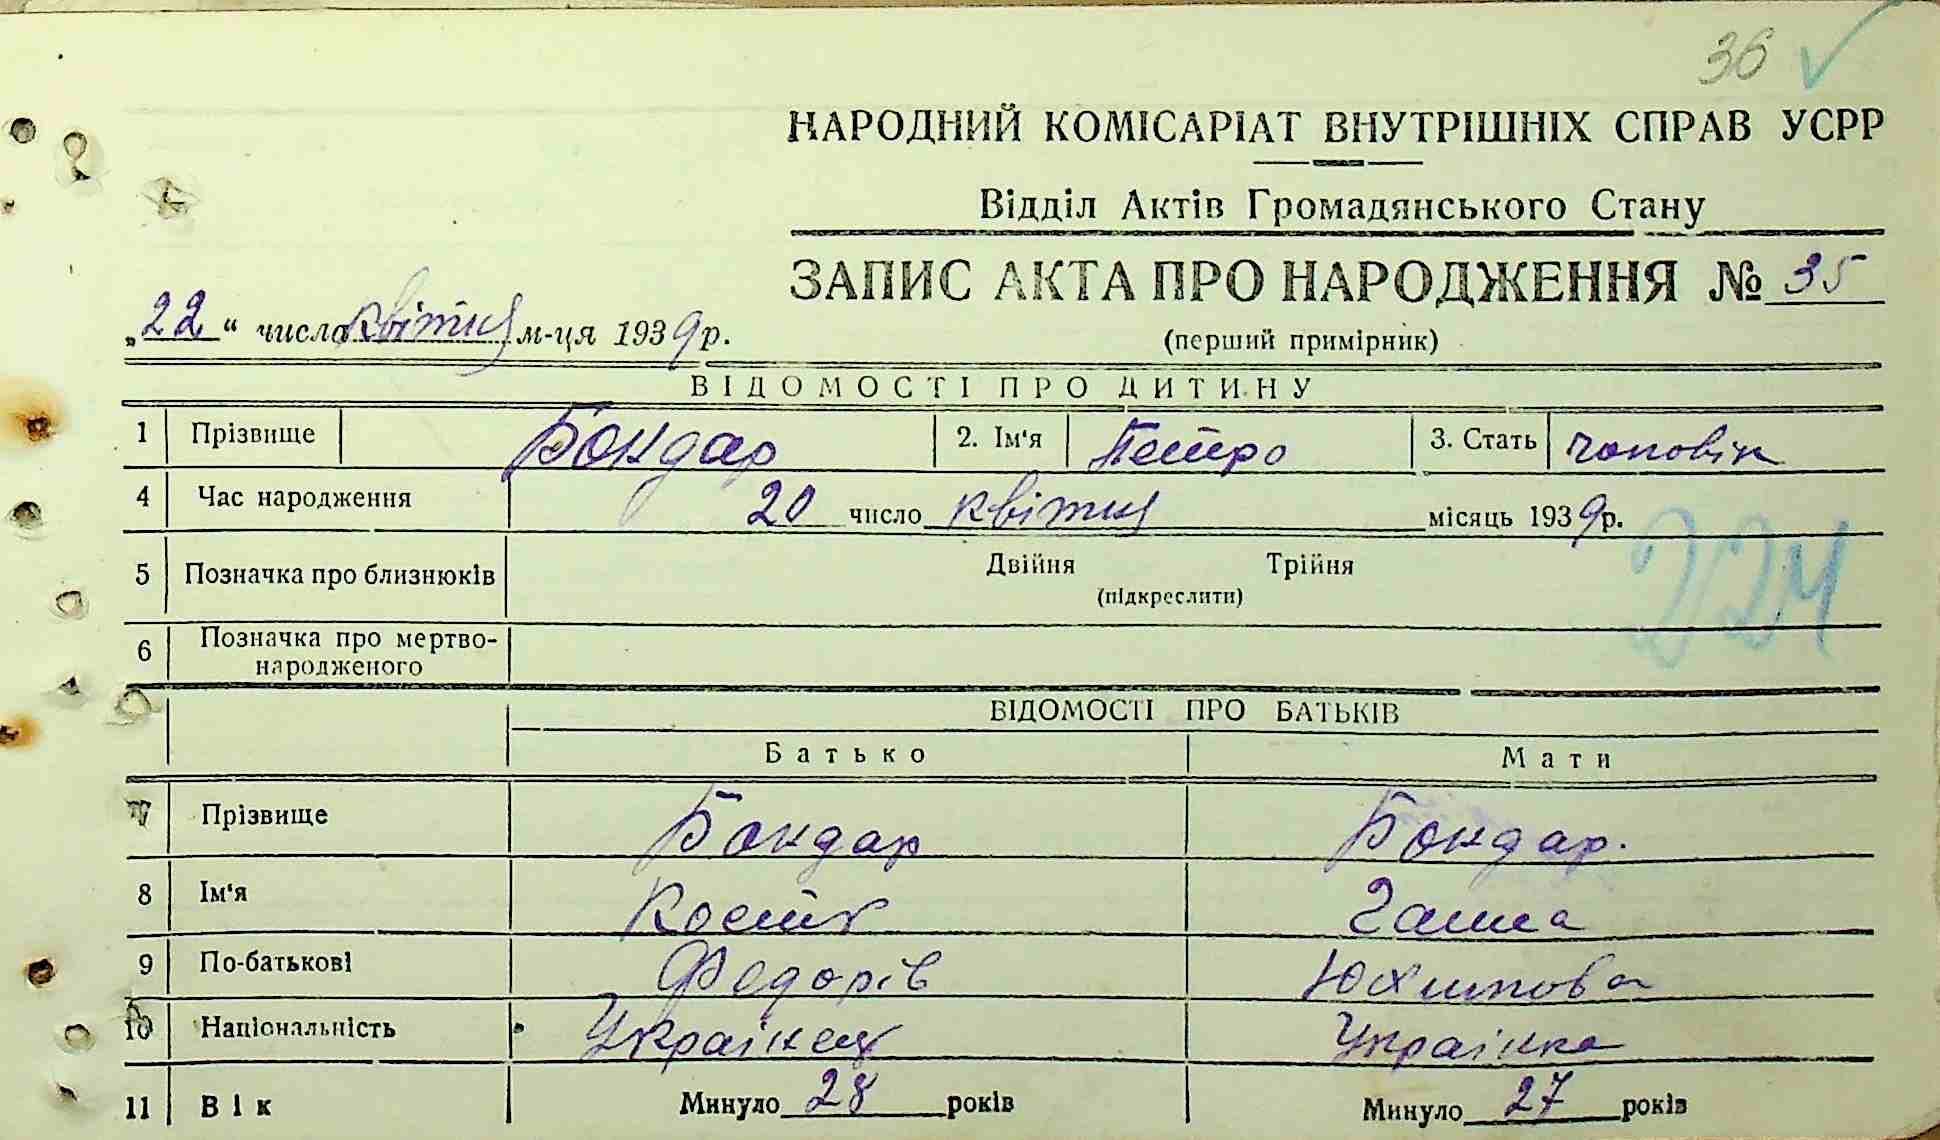 36
НАРОДНИЙ КОМІСАРІАТ ВНУТРІШНІХ СПРАВ УСРР
Відділ Актів Громадянського Стану
ЗАПИС АКТА ПРО НАРОДЖЕННЯ № 35
„22“ число квітня м-ця 1939 р.
(перший примірник)
ВІДОМОСТІ ПРО ДИТИНУ
1 Прізвище Бондар 2. Ім'я Петро 3. Стать чоловік
4 Час народження 20 число квітня місяць 1939 р.
5 Позначка про близнюків Двійня Трійня
(підкреслити)
224
6 Позначка про мертво-
народженого
ВІДОМОСТІ ПРО БАТЬКІВ
Батько Мати
7 Прізвище Бондар Бондар.
8 Ім'я Гашка
9 По-батькові Федорів Юхимова
10 Національність Українец Українка
11 Вік Минуло 28 років Минуло 27 років